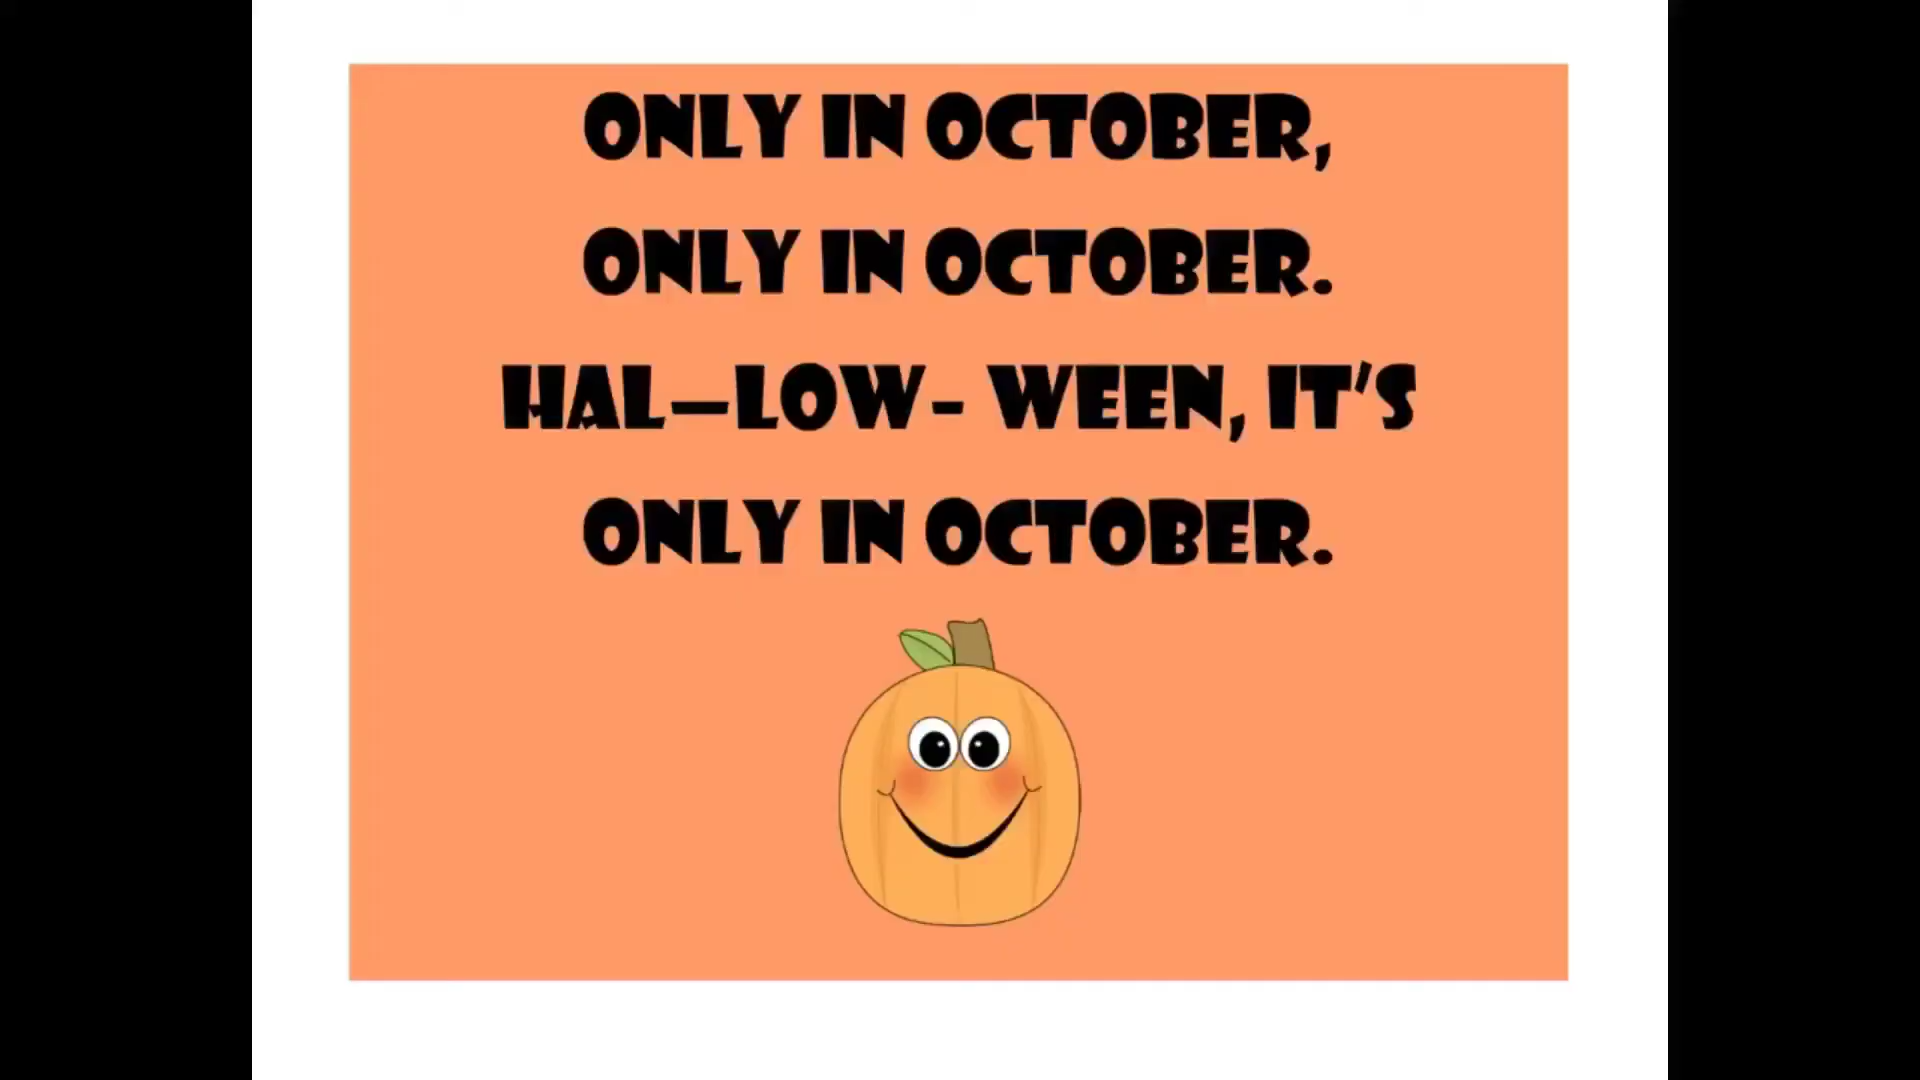 ONLY IN OCTOBER,
ONLY IN OCTOBER.
HAL—LOW- WEEN, IT’S
ONLY IN OCTOBER.